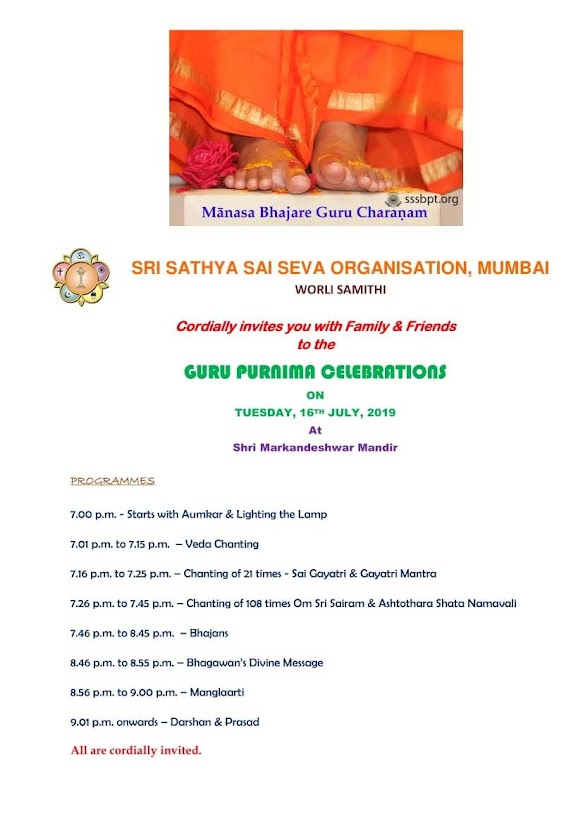 sssbpt.org
Mānasa Bhajare Guru Charaṇam
SRI SATHYA SAI SEVA ORGANISATION, MUMBAI
WORLI SAMITHI
Cordially invites you with Family & Friends
to the
GURU PURNIMA CELEBRATIONS
ON
TUESDAY, 16TH JULY, 2019
At
Shri Markandeshwar Mandir
PROGRAMMES
7.00 p.m. - Starts with Aumkar & Lighting the Lamp
7.01 p.m. to 7.15 p.m. – Veda Chanting
7.16 p.m. to 7.25 p.m. – Chanting of 21 times - Sai Gayatri & Gayatri Mantra
7.26 p.m. to 7.45 p.m. – Chanting of 108 times Om Sri Sairam & Ashtothara Shata Namavali
7.46 p.m. to 8.45 p.m. – Bhajans
8.46 p.m. to 8.55 p.m. – Bhagawan's Divine Message
8.56 p.m. to 9.00 p.m. – Manglaarti
9.01 p.m. onwards – Darshan & Prasad
All are cordially invited.